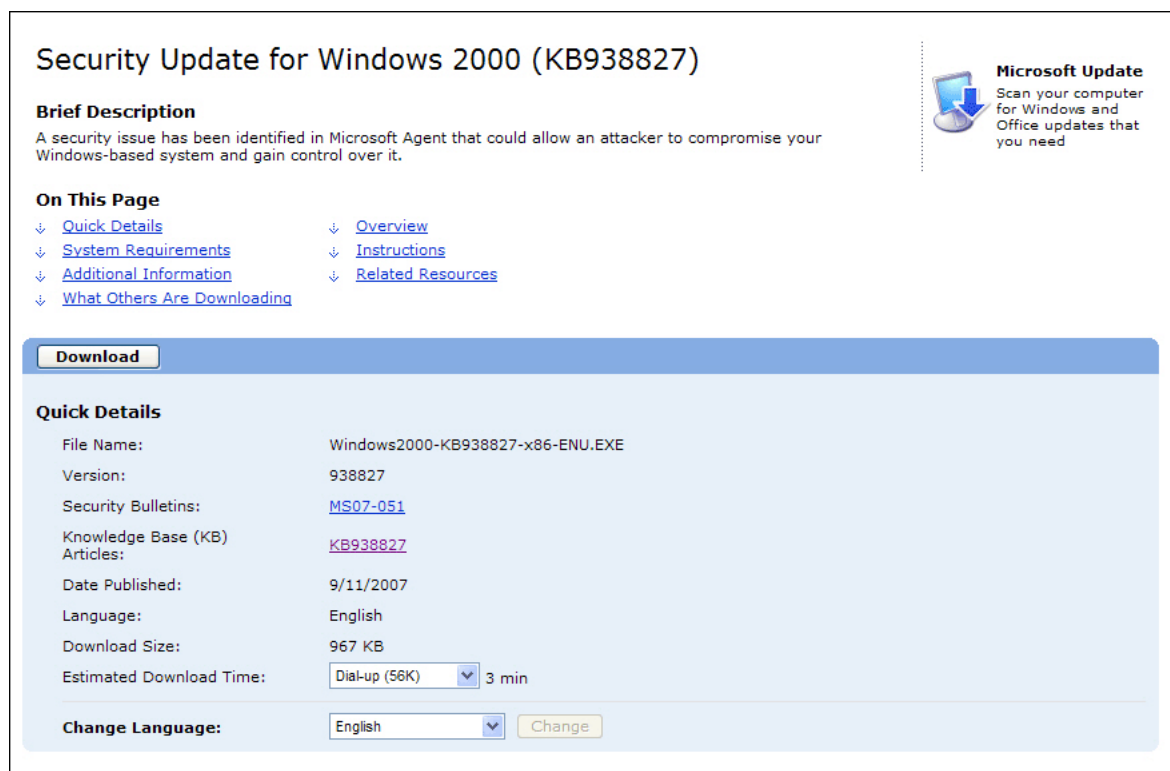 Security Update for Windows 2000 (KB938827)
Microsoft Update
Scan your computer
for Windows and
Office updates that
you need
Brief Description
A security issue has been identified in Microsoft Agent that could allow an attacker to compromise your
Windows-based system and gain control over it.
On This Page
Quick Details
Overview
System Requirements
Instructions
Additional Information
Related Resources
What Others Are Downloading
Download
Quick Details
File Name: Windows2000-KB938827-x86-ENU.EXE
Version: 938827
Security Bulletins: MS07-051
Knowledge Base (KB)
Articles: KB938827
Date Published: 9/11/2007
Language: English
Download Size: 967 KB
Estimated Download Time: Dial-up (56K) 3 min
Change Language: English Change